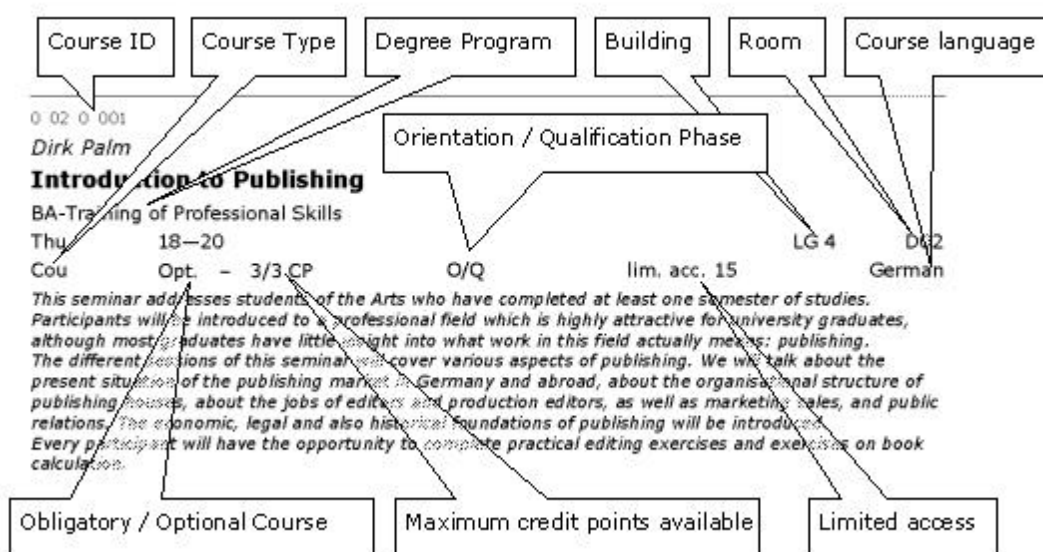 Course ID Course Type Degree Program Building Room Course language
0 02 0 001
Orientation / Qualification Phase
Dirk Palm
Introduction to Publishing
BA-Training of Professional Skills
Thu 18—20 LG 4 DG2
Cou Opt. – 3/3 CP O/Q lim. acc. 15 German
This seminar addresses students of the Arts who have completed at least one semester of studies.
Participants will be introduced to a professional field which is highly attractive for university graduates,
although most graduates have little insight into what work in this field actually means: publishing.
The different sessions of this seminar will cover various aspects of publishing. We will talk about the
present situation of the publishing market in Germany and abroad, about the organisational structure of
publishing houses, about the jobs of editors and production editors, as well as marketing, sales, and public
relations. The economic, legal and also historical foundations of publishing will be introduced.
Every participant will have the opportunity to complete practical editing exercises and exercises on book
calculation.
Obligatory / Optional Course Maximum credit points available Limited access